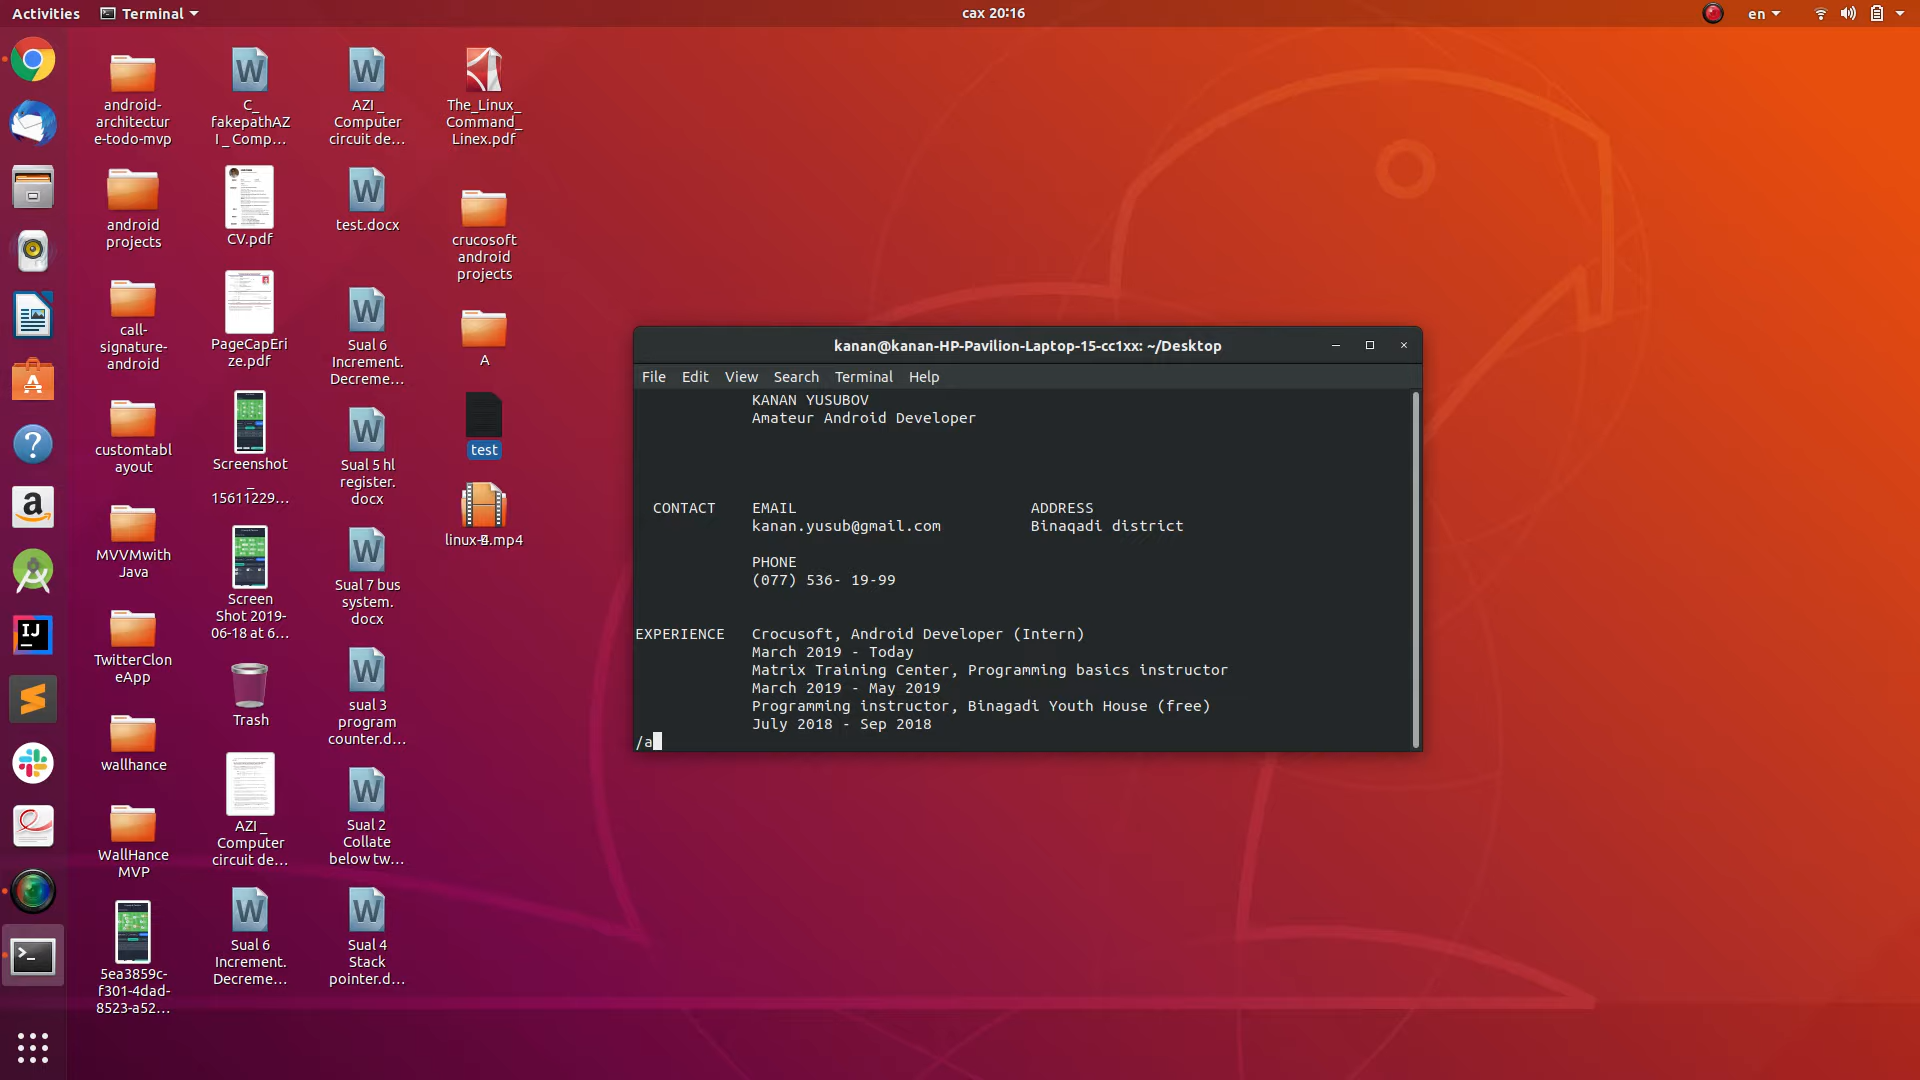 Activities
Terminal
сах 20:16
en
android-
architectur
e-todo-mvp
android
projects
call-
signature-
android
customtabl
ayout
MVVMwith
Java
TwitterClon
eApp
wallhance
WallHance
MVP
5ea3859c-
f301-4dad-
8523-a52...
C_
fakepathAZ
I _ Comp...
CV.pdf
PageCapEri
ze.pdf
Screenshot
_
15611229...
Screen
Shot 2019-
06-18 at 6...
Trash
AZI _
Computer
circuit de...
Sual 6
Increment.
Decreme...
AZI _
Computer
circuit de...
test.docx
Sual 6
Increment.
Decreme...
Sual 5 hl
register.
docx
Sual 7 bus
system.
docx
sual 3
program
counter.d...
Sual 2
Collate
below tw...
Sual 4
Stack
pointer.d...
The_Linux_
Command_
Linex.pdf
crucosoft
android
projects
A
test
kanan@kanan-HP-Pavilion-Laptop-15-cc1xx: ~/Desktop
File Edit View Search Terminal Help
KANAN YUSUBOV
Amateur Android Developer
CONTACT EMAIL ADDRESS
kanan.yusub@gmail.com Binaqadi district
PHONE
(077) 536- 19-99
EXPERIENCE Crocusoft, Android Developer (Intern)
March 2019 - Today
Matrix Training Center, Programming basics instructor
March 2019 - May 2019
Programming instructor, Binagadi Youth House (free)
July 2018 - Sep 2018
/a